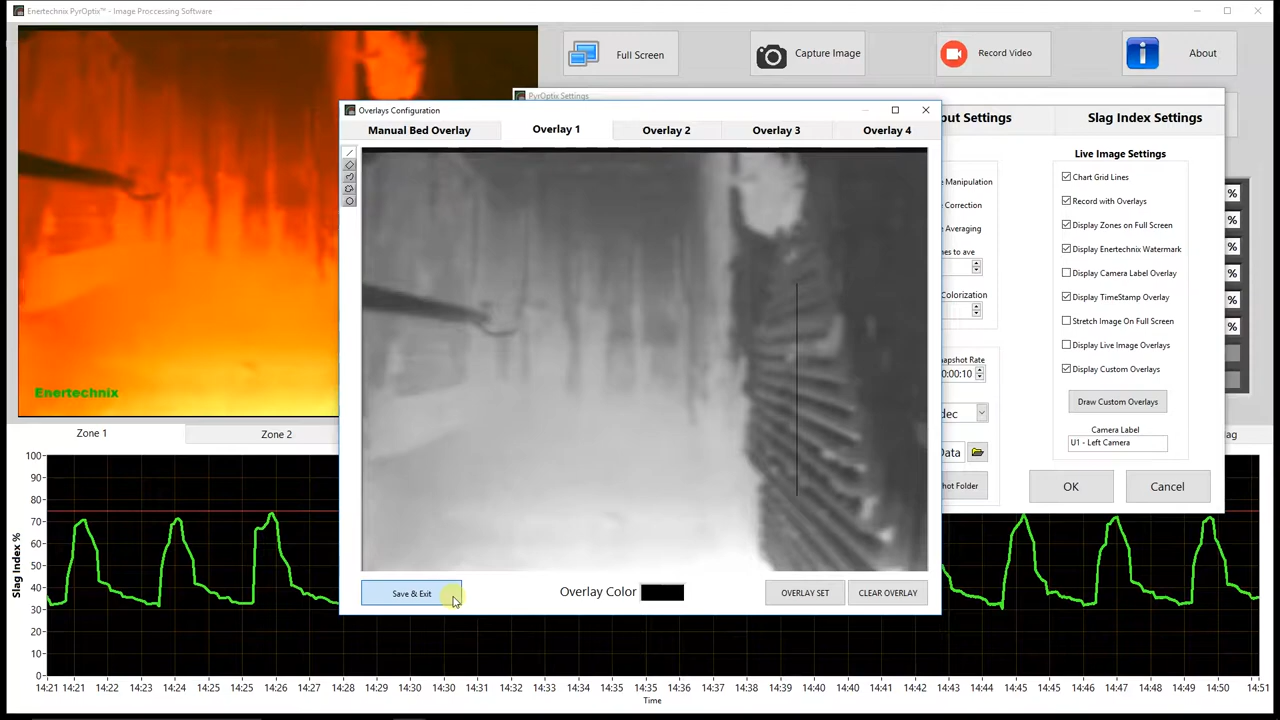 Enertechnix PyrOptix™ - Image Proccessing Software
Full Screen
Capture Image
Record Video
About
PyrOptix Settings
Overlays Configuration
Manual Bed Overlay
Overlay 1
Overlay 2
Overlay 3
Overlay 4
put Settings
Slag Index Settings
Live Image Settings
Manipulation
Correction
Averaging
es to ave
Colorization
Chart Grid Lines
Record with Overlays
Display Zones on Full Screen
Display Enertechnix Watermark
Display Camera Label Overlay
Display TimeStamp Overlay
Stretch Image On Full Screen
Display Live Image Overlays
Display Custom Overlays
Draw Custom Overlays
Camera Label
U1 - Left Camera
napshot Rate
00:00:10
dec
Data
hot Folder
OK
Cancel
%
%
%
%
%
%
Enertechnix
Save & Exit
Overlay Color
OVERLAY SET
CLEAR OVERLAY
Zone 1
Zone 2
ag
Slag Index %
100
90
80
70
60
50
40
30
20
10
0
14:21 14:21 14:22 14:23 14:24 14:25 14:26 14:27 14:28 14:29 14:30 14:31 14:32 14:33 14:34 14:35 14:36 14:37 14:38 14:39 14:40 14:40 14:41 14:42 14:43 14:44 14:45 14:45 14:46 14:47 14:48 14:49 14:50 14:51
Time